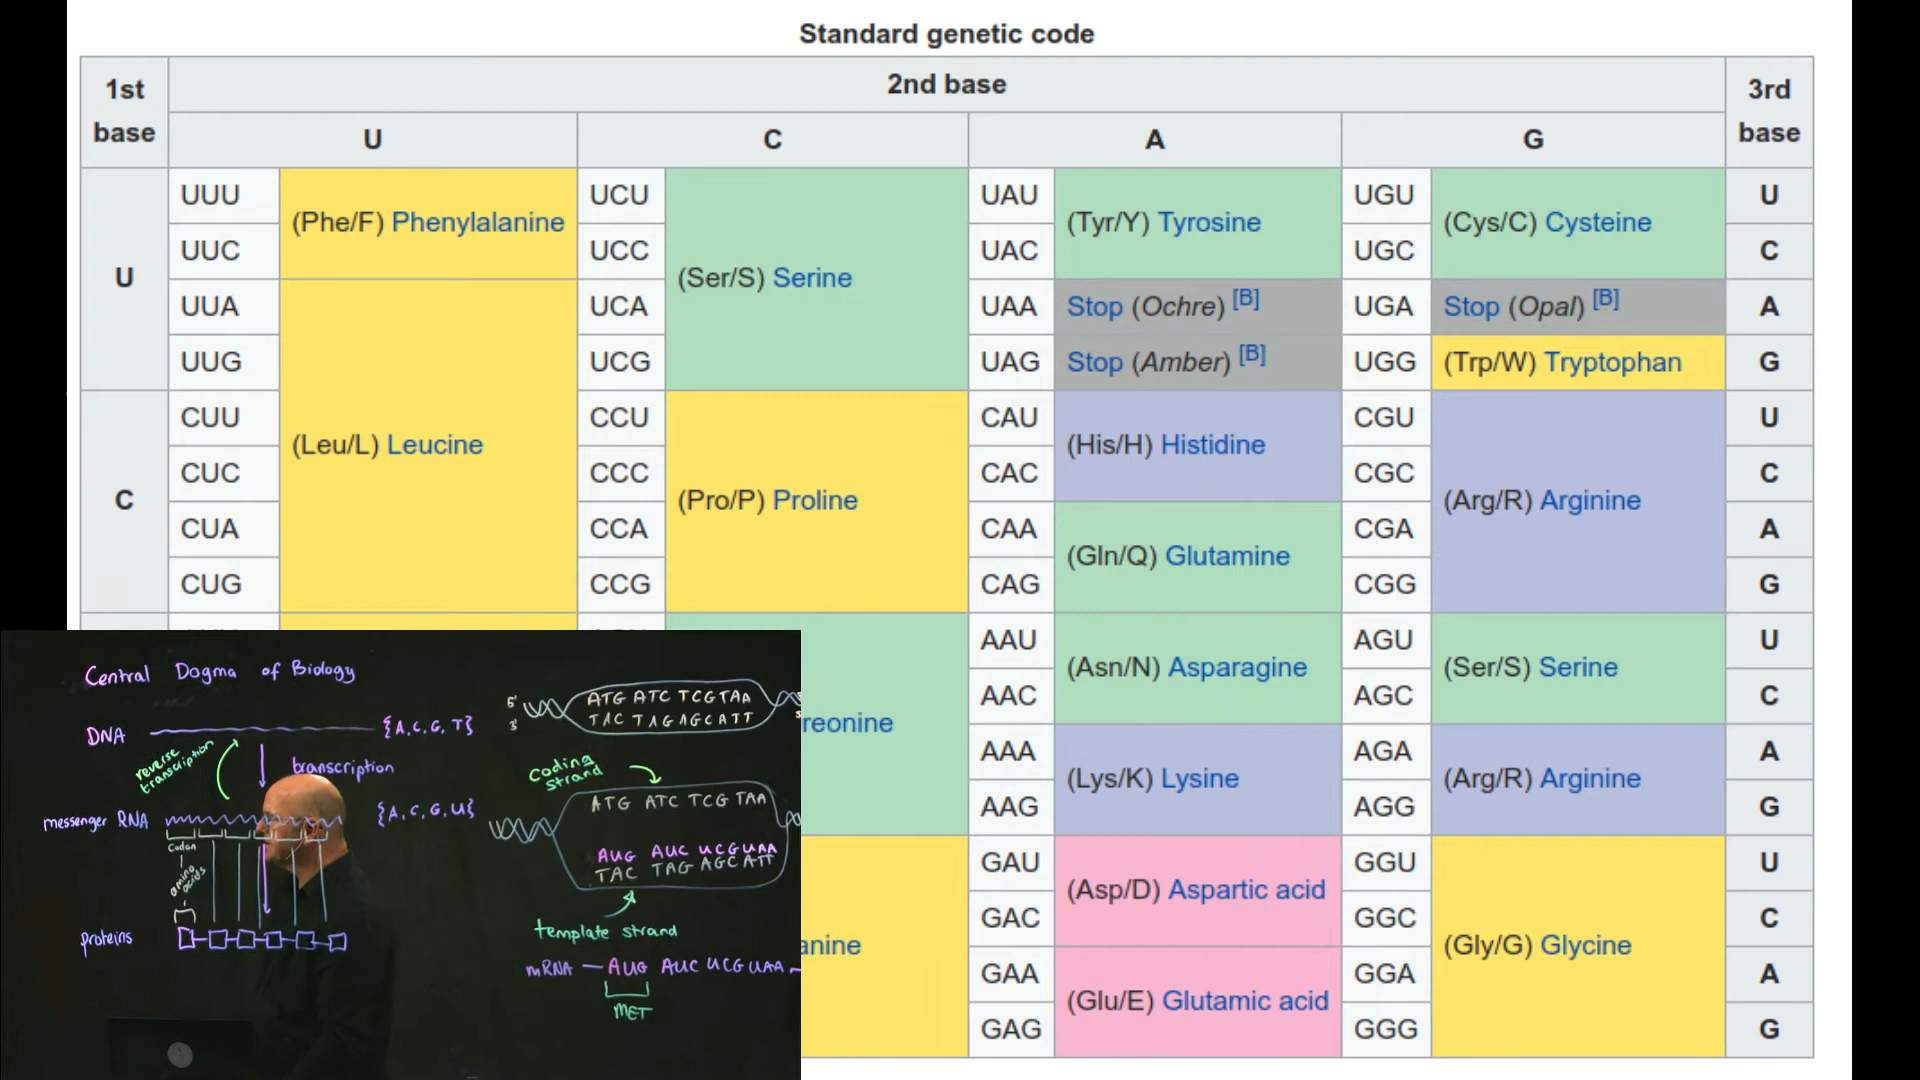 Standard genetic code
1st base
2nd base
3rd base
U
C
A
G
U
UUU
(Phe/F) Phenylalanine
UCU
(Ser/S) Serine
UAU
(Tyr/Y) Tyrosine
UGU
(Cys/C) Cysteine
U
UUC
UCC
UAC
UGC
C
UUA
(Leu/L) Leucine
UCA
UAA
Stop (Ochre) [B]
UGA
Stop (Opal) [B]
A
UUG
UCG
UAG
Stop (Amber) [B]
UGG
(Trp/W) Tryptophan
G
C
CUU
CCU
(Pro/P) Proline
CAU
(His/H) Histidine
CGU
(Arg/R) Arginine
U
CUC
CCC
CAC
CGC
C
CUA
CCA
CAA
(Gln/Q) Glutamine
CGA
A
CUG
CCG
CAG
CGG
G
reonine
AAU
(Asn/N) Asparagine
AGU
(Ser/S) Serine
U
AAC
AGC
C
AAA
(Lys/K) Lysine
AGA
(Arg/R) Arginine
A
AAG
AGG
G
anine
GAU
(Asp/D) Aspartic acid
GGU
(Gly/G) Glycine
U
GAC
GGC
C
GAA
(Glu/E) Glutamic acid
GGA
A
GAG
GGG
G
Central Dogma of Biology
DNA
{A,C,G,T}
reverse transcription
transcription
messenger RNA
{A,C,G,U}
Codon
amino acids
proteins
5'
ATG ATC TCGTAA
3'
TAC TAG AGCATT
coding strand
ATG ATC TCG TAA
AUG AUC UCGUAA
TAC TAG AGC ATT
template strand
mRNA — AUG AUC UCG UAA
MET